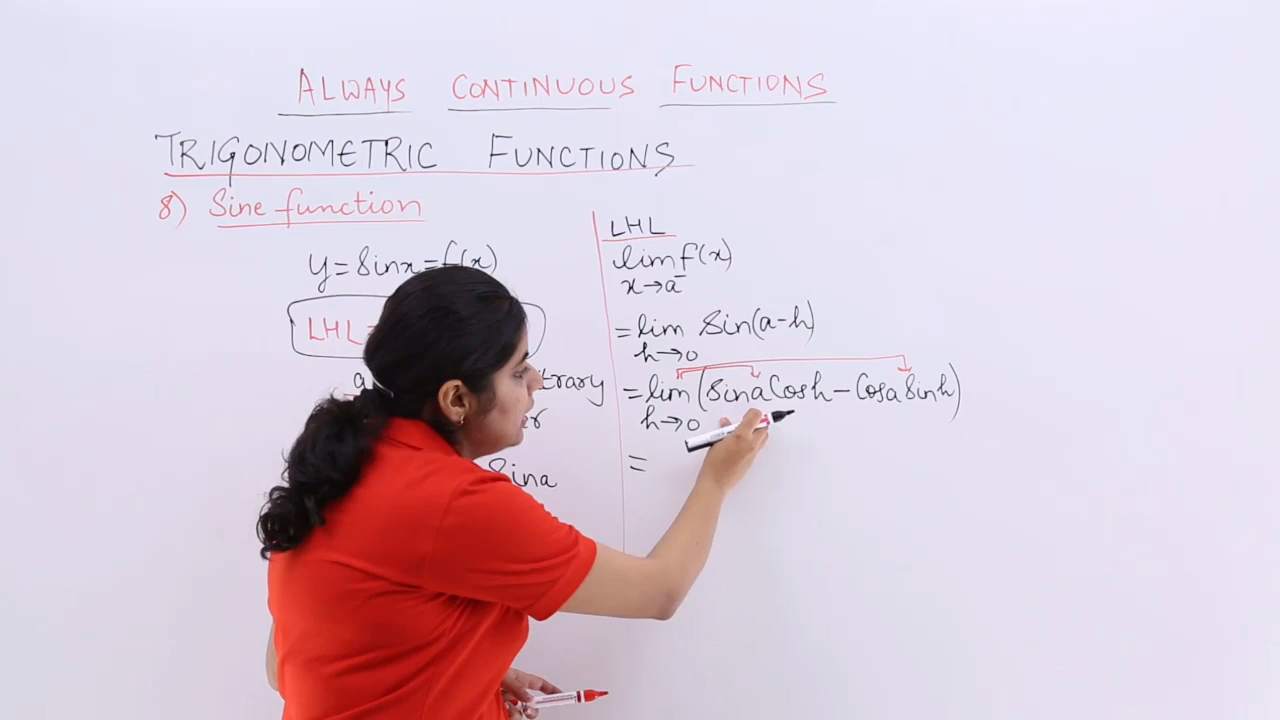 ALWAYS CONTINUOUS FUNCTIONS
TRIGONOMETRIC FUNCTIONS
8) Sine function
y = Sinx = f(x)
LHL
a
Sina
LHL
lim f(x)
x→a⁻
= lim Sin(a-h)
h→0
= lim (Sina Cosh - Cosa Sinh)
h→0
=